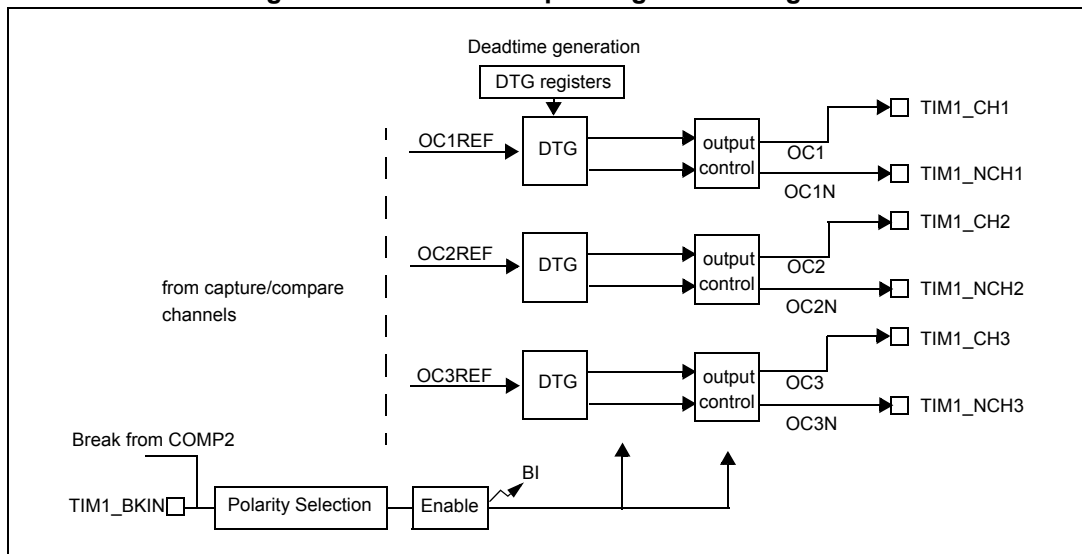 Deadtime generation
DTG registers
OC1REF
DTG
output
control
OC1
OC1N
TIM1_CH1
TIM1_NCH1
OC2REF
DTG
output
control
OC2
OC2N
TIM1_CH2
TIM1_NCH2
from capture/compare
channels
OC3REF
DTG
output
control
OC3
OC3N
TIM1_CH3
TIM1_NCH3
Break from COMP2
TIM1_BKIN
Polarity Selection
Enable
BI